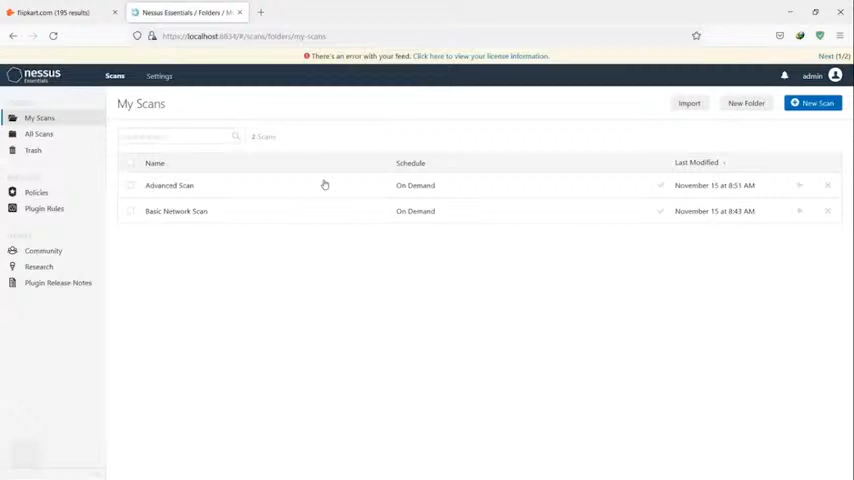 flipkart.com (195 results)
Nessus Essentials / Folders / M
https://localhost:8834/#/scans/folders/my-scans
There's an error with your feed. Click here to view your license information.
Next (1/2)
nessus
Essentials
Scans
Settings
admin
My Scans
Import
New Folder
New Scan
My Scans
All Scans
Trash
Policies
Plugin Rules
Community
Research
Plugin Release Notes
2 Scans
Name
Schedule
Last Modified
Advanced Scan
On Demand
November 15 at 8:51 AM
Basic Network Scan
On Demand
November 15 at 8:43 AM